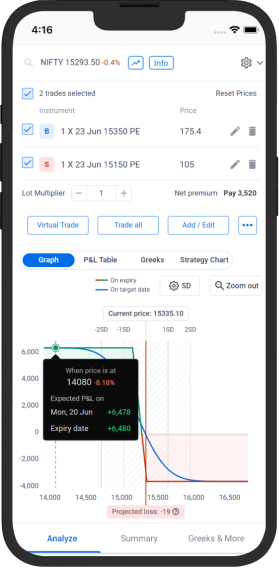 4:16
NIFTY 15293.50 -0.4% Info
2 trades selected Reset Prices
Instrument Price
B 1 X 23 Jun 15350 PE 175.4
S 1 X 23 Jun 15150 PE 105
Lot Multiplier − 1 + Net premium Pay 3,520
Virtual Trade Trade all Add / Edit •••
Graph P&L Table Greeks Strategy Chart
On expiry
On target date
SD Zoom out
Current price: 15335.10
-2SD -1SD 1SD 2SD
6,000
When price is at
14080 -8.18%
Expected P&L on
Mon, 20 Jun +6,478
Expiry date +6,480
0
-2,000
-4,000
14,000 14,500 15,000 15,500 16,000 16,500
Projected loss: -19
Analyze Summary Greeks & More